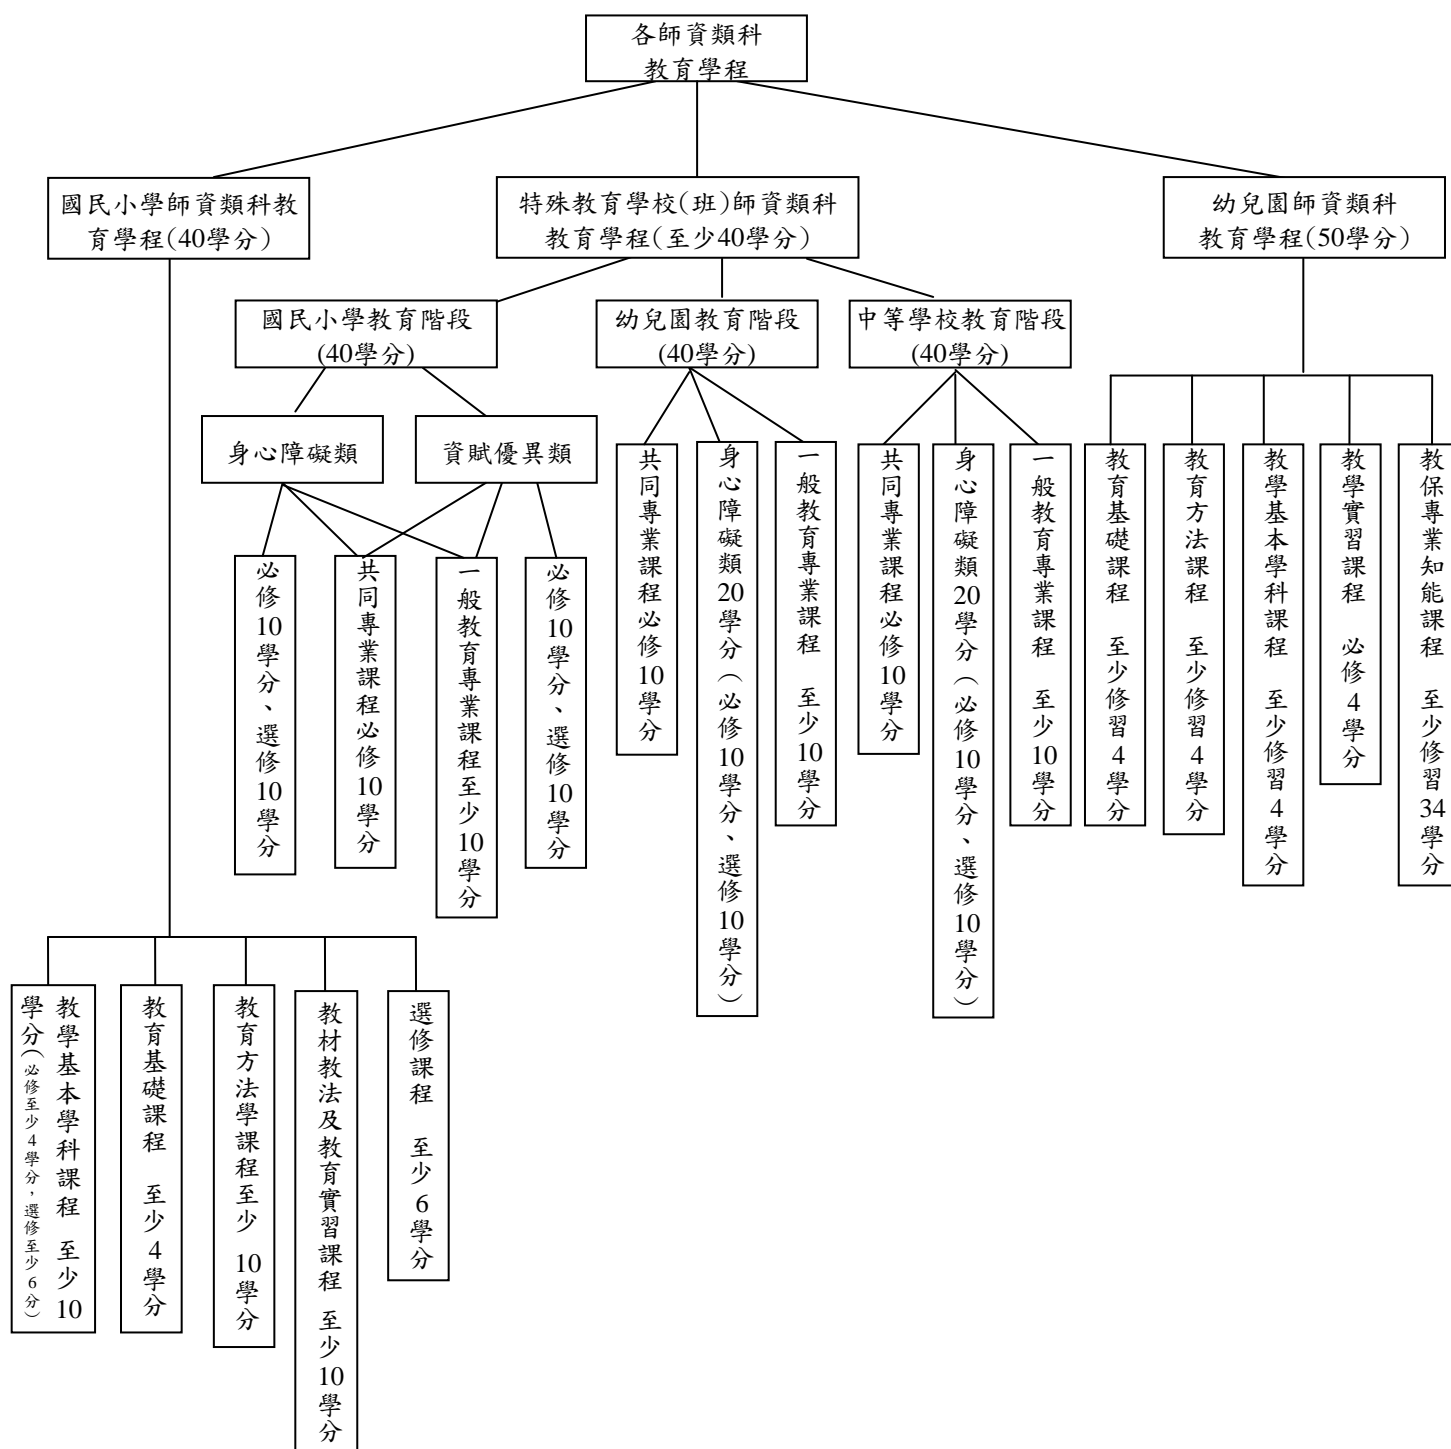 各師資類科
教育學程
國民小學師資類科教
育學程(40學分)
特殊教育學校(班)師資類科
教育學程(至少40學分)
幼兒園師資類科
教育學程(50學分)
國民小學教育階段
(40學分)
幼兒園教育階段
(40學分)
中等學校教育階段
(40學分)
身心障礙類
資賦優異類
必修10學分、選修10學分
共同專業課程必修10學分
一般教育專業課程至少10學分
必修10學分、選修10學分
共同專業課程必修10學分
身心障礙類20學分(必修10學分、選修10學分)
一般教育專業課程 至少10學分
共同專業課程必修10學分
身心障礙類20學分(必修10學分、選修10學分)
一般教育專業課程 至少10學分
教育基礎課程 至少修習4學分
教育方法課程 至少修習4學分
教學基本學科課程 至少修習4學分
教學實習課程 必修4學分
教保專業知能課程 至少修習34學分
教學基本學科課程 至少10
學分(必修至少4學分,選修至少6分)
教育基礎課程 至少4學分
教育方法學課程至少 10學分
教材教法及教育實習課程 至少10學分
選修課程 至少6學分